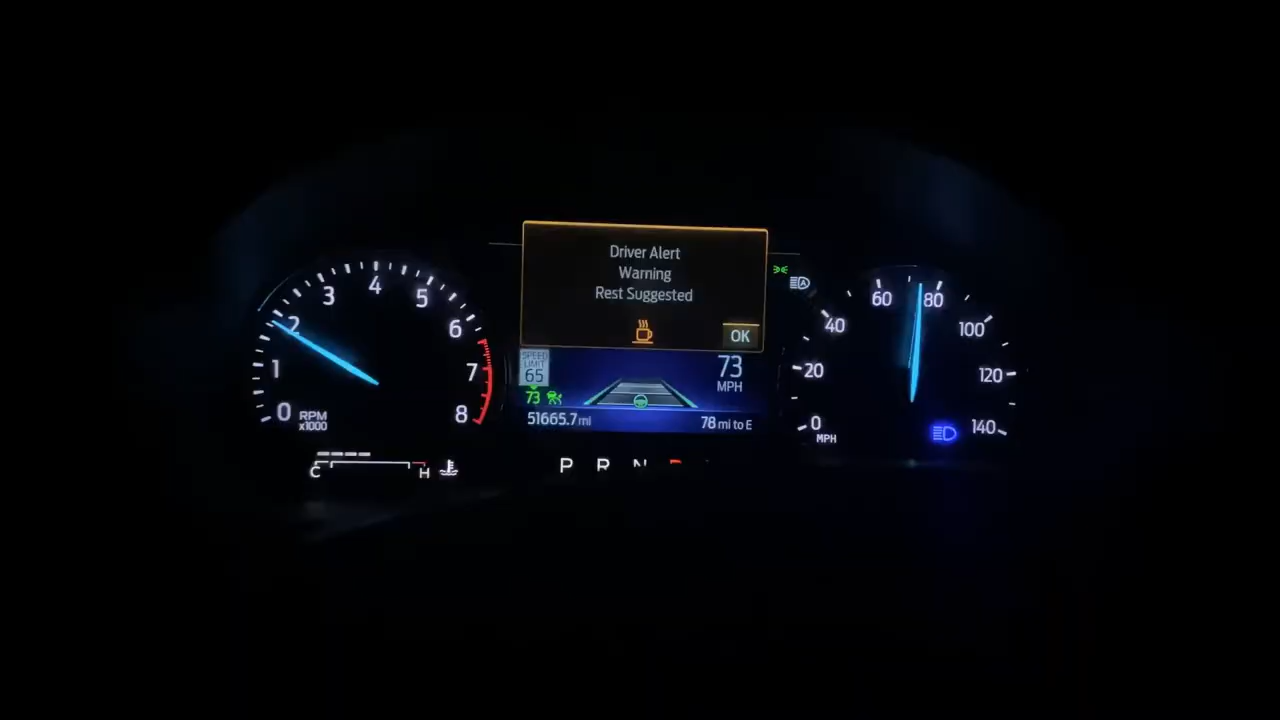 Driver Alert
Warning
Rest Suggested
OK
SPEED
LIMIT
65
73
MPH
73
51665.7 mi
78 mi to E
0
1
2
3
4
5
6
7
8
RPM
x1000
C
H
P R N
0
20
40
60
80
100
120
140
MPH
A